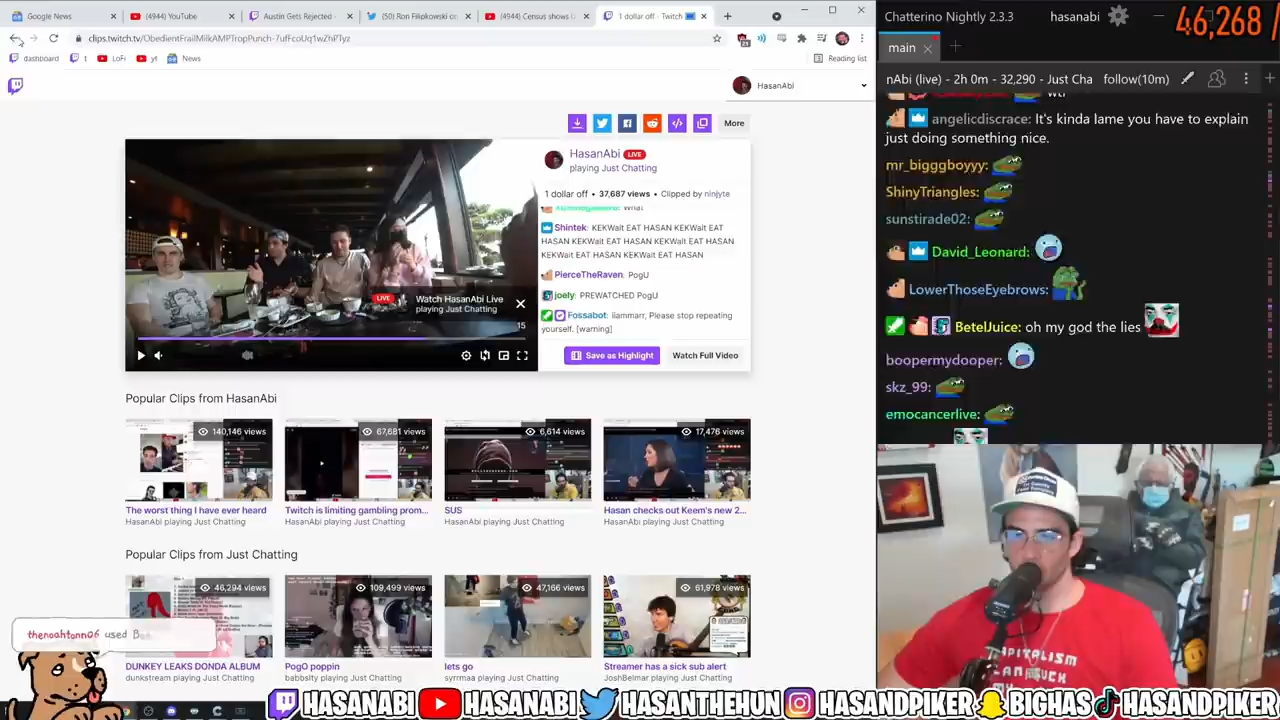 Google News
(4944) YouTube
Austin Gets Rejected -
(50) Ron Filipkowski on
(4944) Census shows U
1 dollar off - Twitch
clips.twitch.tv/ObedientFrailMilkAMPTropPunch-7ufFcoUq1wZhPTyz
Reading list
dashboard
t
LoFi
yt
News
HasanAbi
More
HasanAbi LIVE
playing Just Chatting
1 dollar off • 37,687 views • Clipped by ninjyte
What
Shintek: KEKWait EAT HASAN KEKWait EAT
HASAN KEKWait EAT HASAN KEKWait EAT
HASAN KEKWait EAT HASAN
PierceTheRaven: PogU
joely: PREWATCHED PogU
Fossabot: iiammarr, Please stop repeating
yourself. [warning]
Save as Highlight
Watch Full Video
LIVE
Watch HasanAbi Live
playing Just Chatting
15
Popular Clips from HasanAbi
140,146 views
67,681 views
6,614 views
17,476 views
The worst thing I have ever heard
HasanAbi playing Just Chatting
Twitch is limiting gambling prom...
HasanAbi playing Just Chatting
SUS
HasanAbi playing Just Chatting
Hasan checks out Keem's new 2...
HasanAbi playing Just Chatting
Popular Clips from Just Chatting
46,294 views
109,499 views
47,166 views
61,978 views
DUNKEY LEAKS DONDA ALBUM
dunkstream playing Just Chatting
PogO poppin
babbsity playing Just Chatting
lets go
syrrmaa playing Just Chatting
Streamer has a sick sub alert
JoshBelmar playing Just Chatting
thenoahtonn06 used
Chatterino Nightly 2.3.3
hasanabi
46,268 /
main
nAbi (live) - 2h 0m - 32,290 - Just Cha
follow(10m)
wtf
angelicdiscrace: It's kinda lame you have to explain
just doing something nice.
mr_bigggboyyy:
ShinyTriangles:
sunstirade02:
David_Leonard:
LowerThoseEyebrows:
BetelJuice: oh my god the lies
boopermydooper:
skz_99:
emocancerlive:
CAPITALISM
HASANABI
HASANABI
HASANTHEHUN
HASANDPIKER
BIGHAS
HASANDPIKER